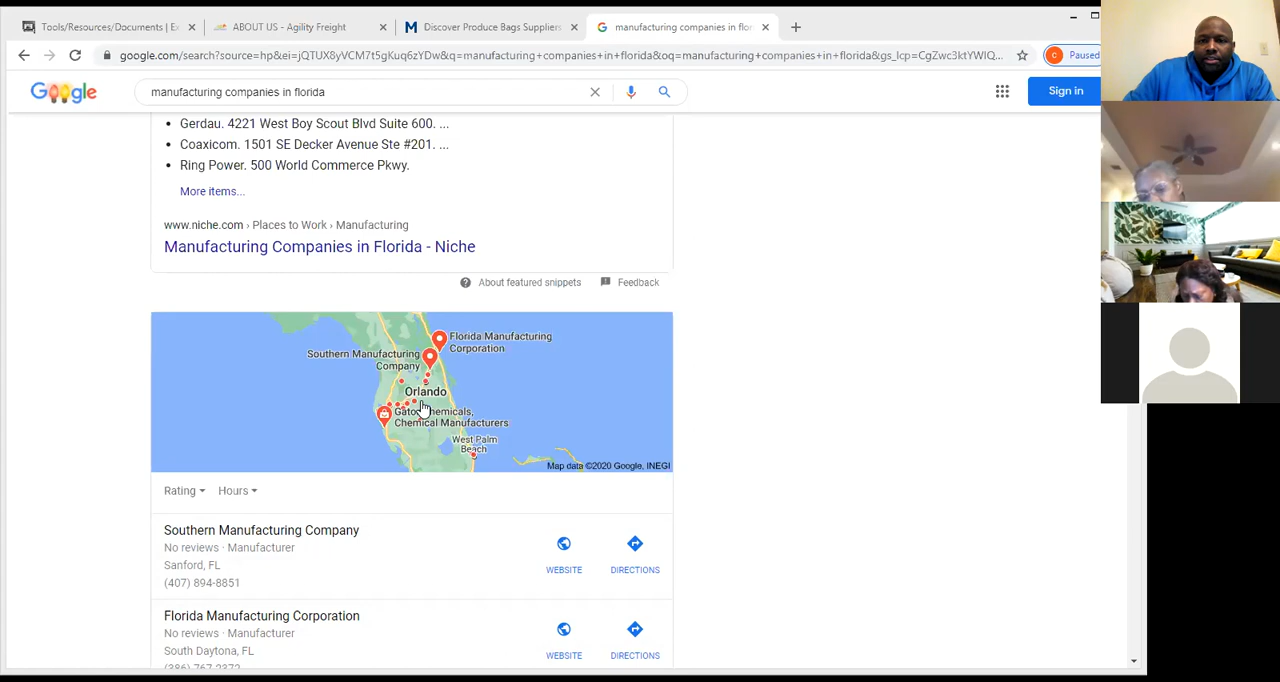 Tools/Resources/Documents | Ex
ABOUT US - Agility Freight
Discover Produce Bags Suppliers
manufacturing companies in flor
google.com/search?source=hp&ei=jQTUX8yVCM7t5gKuq6zYDw&q=manufacturing+companies+in+florida&oq=manufacturing+companies+in+florida&gs_lcp=CgZwc3ktYWIQ...
Paused
manufacturing companies in florida
Sign in
Gerdau. 4221 West Boy Scout Blvd Suite 600. ...
Coaxicom. 1501 SE Decker Avenue Ste #201. ...
Ring Power. 500 World Commerce Pkwy.
More items...
www.niche.com › Places to Work › Manufacturing
Manufacturing Companies in Florida - Niche
About featured snippets
Feedback
Florida Manufacturing
Corporation
Southern Manufacturing
Company
Orlando
Gator Chemicals,
Chemical Manufacturers
West Palm
Beach
Map data ©2020 Google, INEGI
Rating
Hours
Southern Manufacturing Company
No reviews · Manufacturer
Sanford, FL
(407) 894-8851
WEBSITE
DIRECTIONS
Florida Manufacturing Corporation
No reviews · Manufacturer
South Daytona, FL
(386) 767-2372
WEBSITE
DIRECTIONS